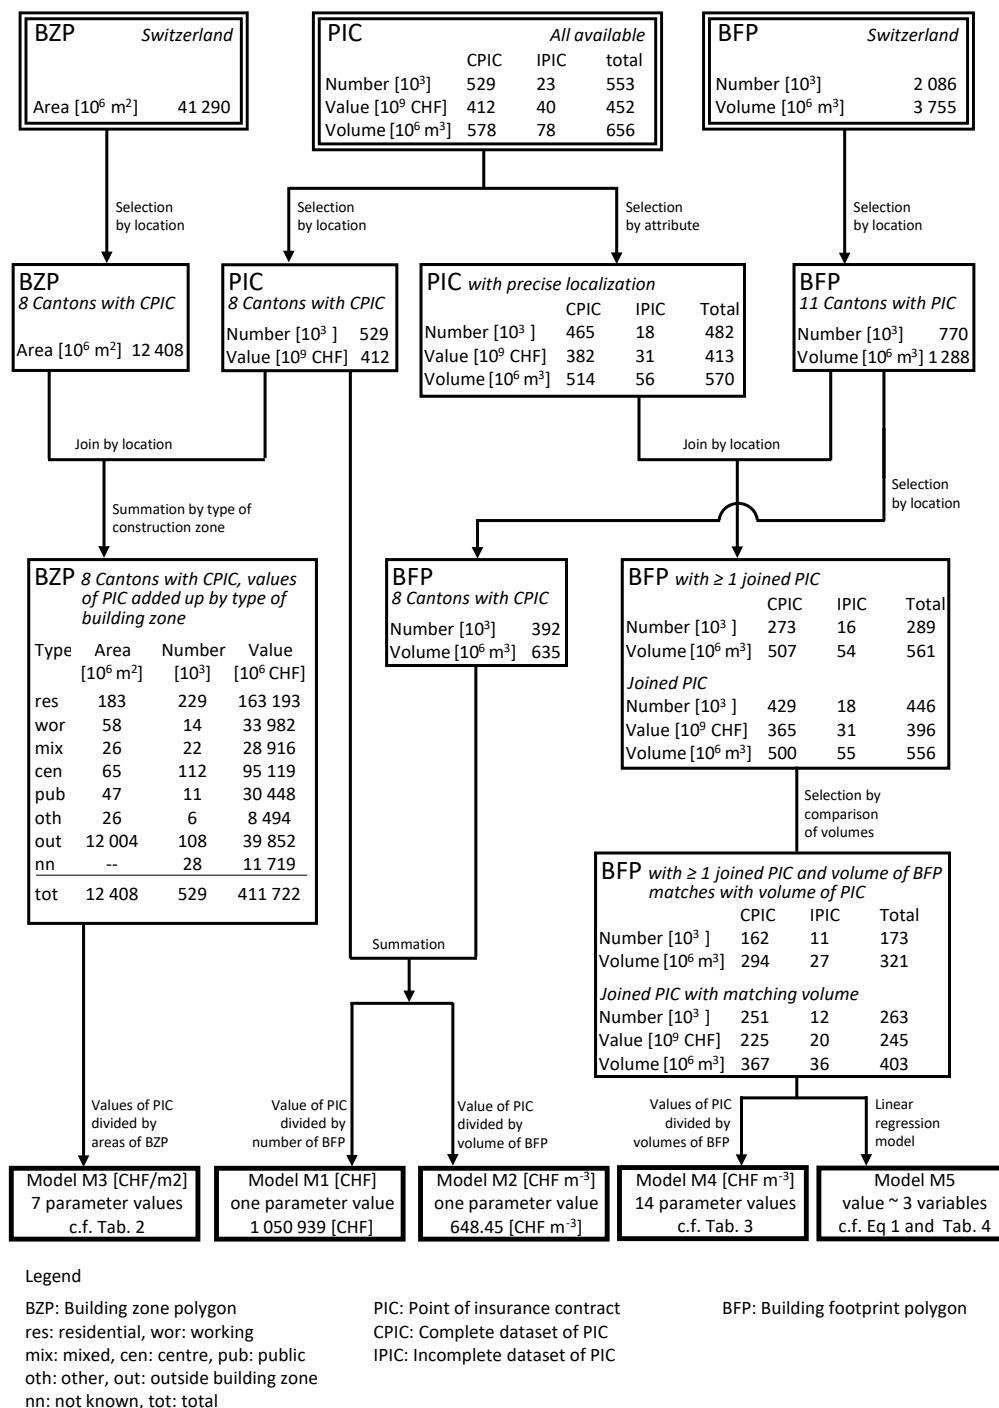 BZP Switzerland
Area [10⁶ m²] 41 290
PIC All available
CPIC IPIC total
Number [10³] 529 23 553
Value [10⁹ CHF] 412 40 452
Volume [10⁶ m³] 578 78 656
BFP Switzerland
Number [10³] 2 086
Volume [10⁶ m³] 3 755
Selection
by location
Selection
by location
Selection
by attribute
Selection
by location
BZP
8 Cantons with CPIC
Area [10⁶ m²] 12 408
PIC
8 Cantons with CPIC
Number [10³ ] 529
Value [10⁹ CHF] 412
PIC with precise localization
CPIC IPIC Total
Number [10³ ] 465 18 482
Value [10⁹ CHF] 382 31 413
Volume [10⁶ m³] 514 56 570
BFP
11 Cantons with PIC
Number [10³] 770
Volume [10⁶ m³] 1 288
Join by location
Join by location
Summation by type of
construction zone
Selection
by location
BZP 8 Cantons with CPIC, values
of PIC added up by type of
building zone
Type Area Number Value
[10⁶ m²] [10³] [10⁶ CHF]
res 183 229 163 193
wor 58 14 33 982
mix 26 22 28 916
cen 65 112 95 119
pub 47 11 30 448
oth 26 6 8 494
out 12 004 108 39 852
nn -- 28 11 719
tot 12 408 529 411 722
BFP
8 Cantons with CPIC
Number [10³] 392
Volume [10⁶ m³] 635
BFP with ≥ 1 joined PIC
CPIC IPIC Total
Number [10³ ] 273 16 289
Volume [10⁶ m³] 507 54 561
Joined PIC
Number [10³ ] 429 18 446
Value [10⁹ CHF] 365 31 396
Volume [10⁶ m³] 500 55 556
Selection by
comparison
of volumes
BFP with ≥ 1 joined PIC and volume of BFP
matches with volume of PIC
CPIC IPIC Total
Number [10³ ] 162 11 173
Volume [10⁶ m³] 294 27 321
Joined PIC with matching volume
Number [10³ ] 251 12 263
Value [10⁹ CHF] 225 20 245
Volume [10⁶ m³] 367 36 403
Summation
Values of PIC
divided by
areas of BZP
Value of PIC
divided by
number of BFP
Value of PIC
divided by
volume of BFP
Values of PIC
divided by
volumes of BFP
Linear
regression
model
Model M3 [CHF/m2]
7 parameter values
c.f. Tab. 2
Model M1 [CHF]
one parameter value
1 050 939 [CHF]
Model M2 [CHF m⁻³]
one parameter value
648.45 [CHF m⁻³]
Model M4 [CHF m⁻³]
14 parameter values
c.f. Tab. 3
Model M5
value ~ 3 variables
c.f. Eq 1 and Tab. 4
Legend
BZP: Building zone polygon
res: residential, wor: working
mix: mixed, cen: centre, pub: public
oth: other, out: outside building zone
nn: not known, tot: total
PIC: Point of insurance contract
CPIC: Complete dataset of PIC
IPIC: Incomplete dataset of PIC
BFP: Building footprint polygon